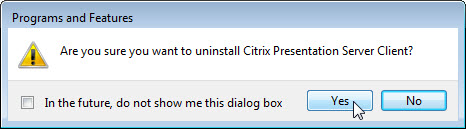 Programs and Features
Are you sure you want to uninstall Citrix Presentation Server Client?
In the future, do not show me this dialog box
Yes
No